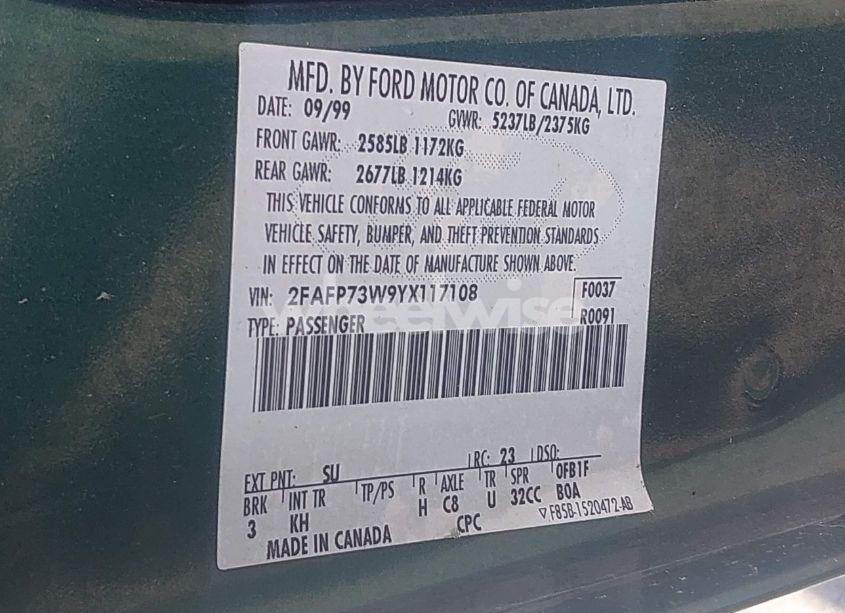 MFD. BY FORD MOTOR CO. OF CANADA, LTD.
DATE: 09/99 GVWR: 5237LB/2375KG
FRONT GAWR: 2585LB 1172KG
REAR GAWR: 2677LB 1214KG
THIS VEHICLE CONFORMS TO ALL APPLICABLE FEDERAL MOTOR
VEHICLE SAFETY, BUMPER, AND THEFT PREVENTION STANDARDS
IN EFFECT ON THE DATE OF MANUFACTURE SHOWN ABOVE.
VIN: 2FAFP73W9YX117108 F0037
TYPE: PASSENGER R0091
wheelwise
EXT PNT: SU RC: 23 DSO:
BRK INT TR TP/PS R AXLE TR SPR 0FB1F
3 KH H C8 U 32CC BOA
MADE IN CANADA CPC ▽F85B-1520472-AB